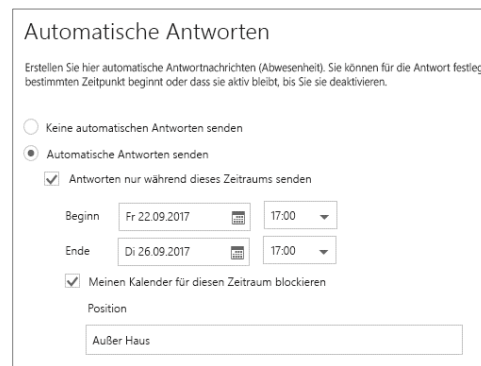 Automatische Antworten
Erstellen Sie hier automatische Antwortnachrichten (Abwesenheit). Sie können für die Antwort festleg
bestimmten Zeitpunkt beginnt oder dass sie aktiv bleibt, bis Sie sie deaktivieren.
Keine automatischen Antworten senden
Automatische Antworten senden
Antworten nur während dieses Zeitraums senden
Beginn Fr 22.09.2017 17:00
Ende Di 26.09.2017 17:00
Meinen Kalender für diesen Zeitraum blockieren
Position
Außer Haus